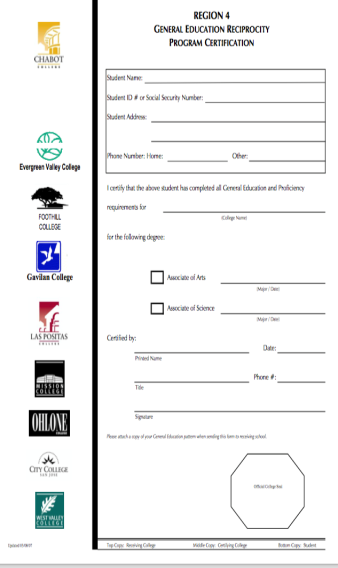 REGION 4
GENERAL EDUCATION RECIPROCITY
PROGRAM CERTIFICATION
CHABOT
COLLEGE
Evergreen Valley College
FOOTHILL
COLLEGE
Gavilan College
LAS POSITAS
COLLEGE
MISSION
COLLEGE
OHLONE
COLLEGE
CITY COLLEGE
SAN JOSE
WEST VALLEY
COLLEGE
Student Name:
Student ID # or Social Security Number:
Student Address:
Phone Number: Home: Other:
I certify that the above student has completed all General Education and Proficiency
requirements for
(College Name)
for the following degree:
Associate of Arts
(Major / Date)
Associate of Science
(Major / Date)
Certified by:
Date:
Printed Name
Phone #:
Title
Signature
Please attach a copy of your General Education pattern when sending this form to receiving school
Official College Seal
Top Copy: Receiving College Middle Copy: Certifying College Bottom Copy: Student